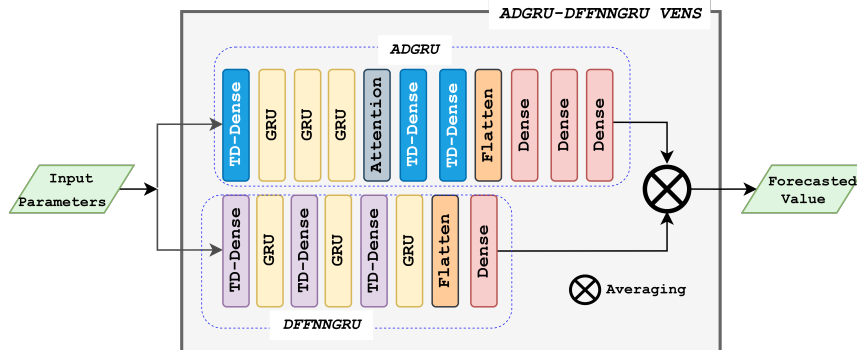 ADGRU-DFFNNGRU VENS
ADGRU
TD-Dense
GRU
GRU
GRU
Attention
TD-Dense
TD-Dense
Flatten
Dense
Dense
Dense
Input
Parameters
Forecasted
Value
TD-Dense
GRU
TD-Dense
GRU
TD-Dense
GRU
Flatten
Dense
Averaging
DFFNNGRU